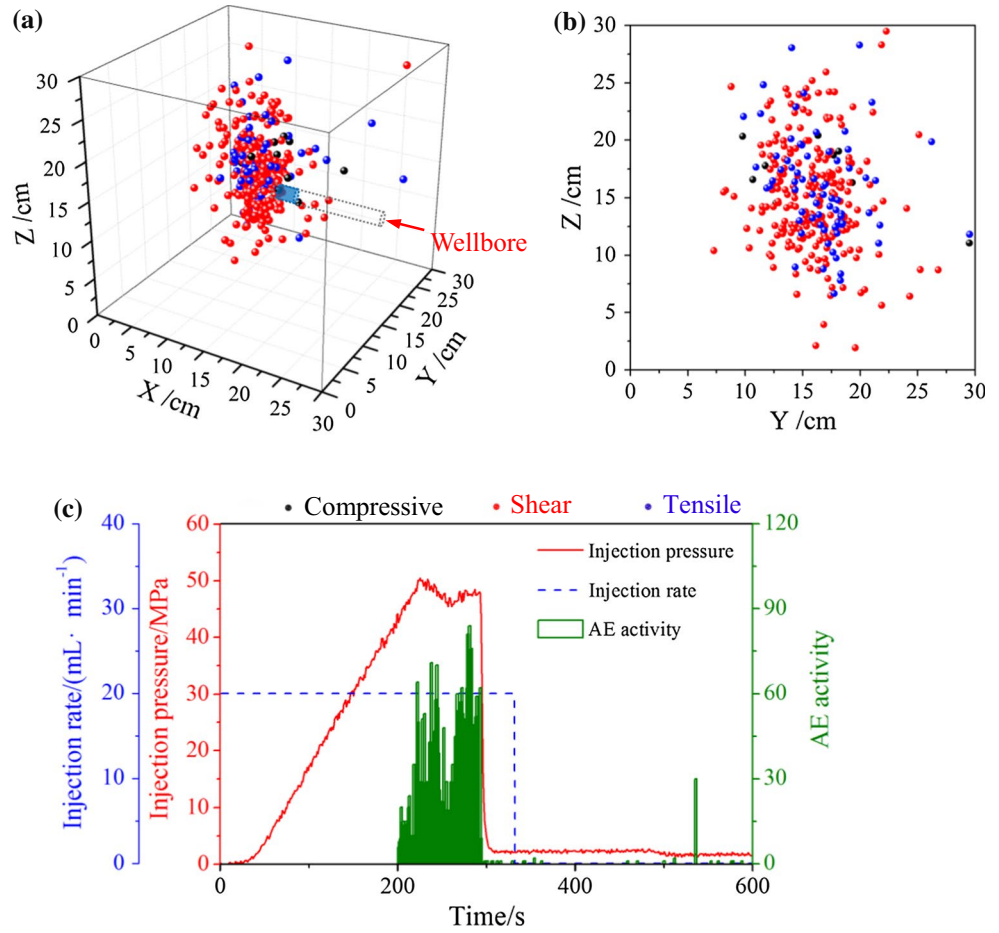 (a)
30
25
20
15
10
5
0
Z /cm
0
5
10
15
20
25
30
X /cm
0
5
10
15
20
25
30
Y /cm
Wellbore
(b)
30
25
20
15
10
5
0
Z /cm
0 5 10 15 20 25 30
Y /cm
(c)
Compressive Shear Tensile
40
30
20
10
0
Injection rate/(mL· min⁻¹)
60
50
40
30
20
10
0
Injection pressure/MPa
Injection pressure
Injection rate
AE activity
120
90
60
30
0
AE activity
0 200 400 600
Time/s